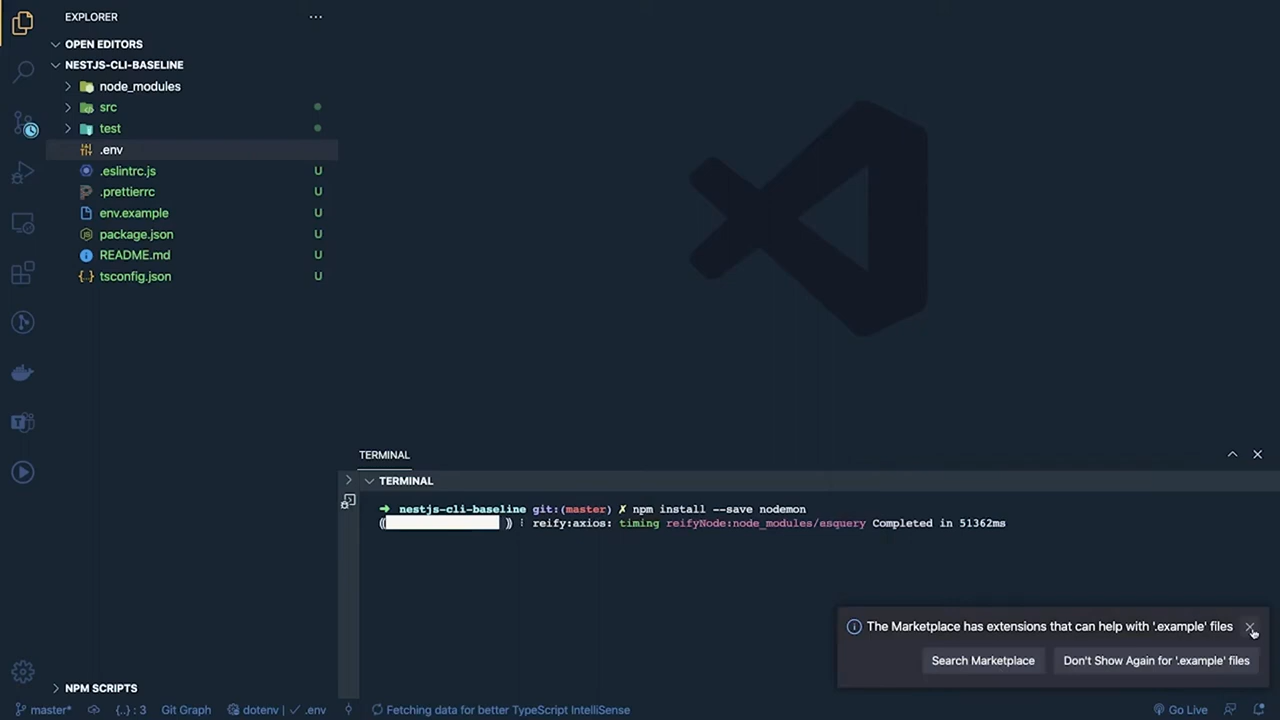 EXPLORER
···
OPEN EDITORS
NESTJS-CLI-BASELINE
node_modules
src
test
.env
.eslintrc.js U
.prettierrc U
env.example U
package.json U
README.md U
tsconfig.json U
TERMINAL
TERMINAL
➜ nestjs-cli-baseline git:(master) ✗ npm install --save nodemon
(( )) ⁝ reify:axios: timing reifyNode:node_modules/esquery Completed in 51362ms
The Marketplace has extensions that can help with '.example' files
Search Marketplace Don't Show Again for '.example' files
NPM SCRIPTS
master* {..} : 3 Git Graph dotenv | ✓ .env Fetching data for better TypeScript IntelliSense Go Live